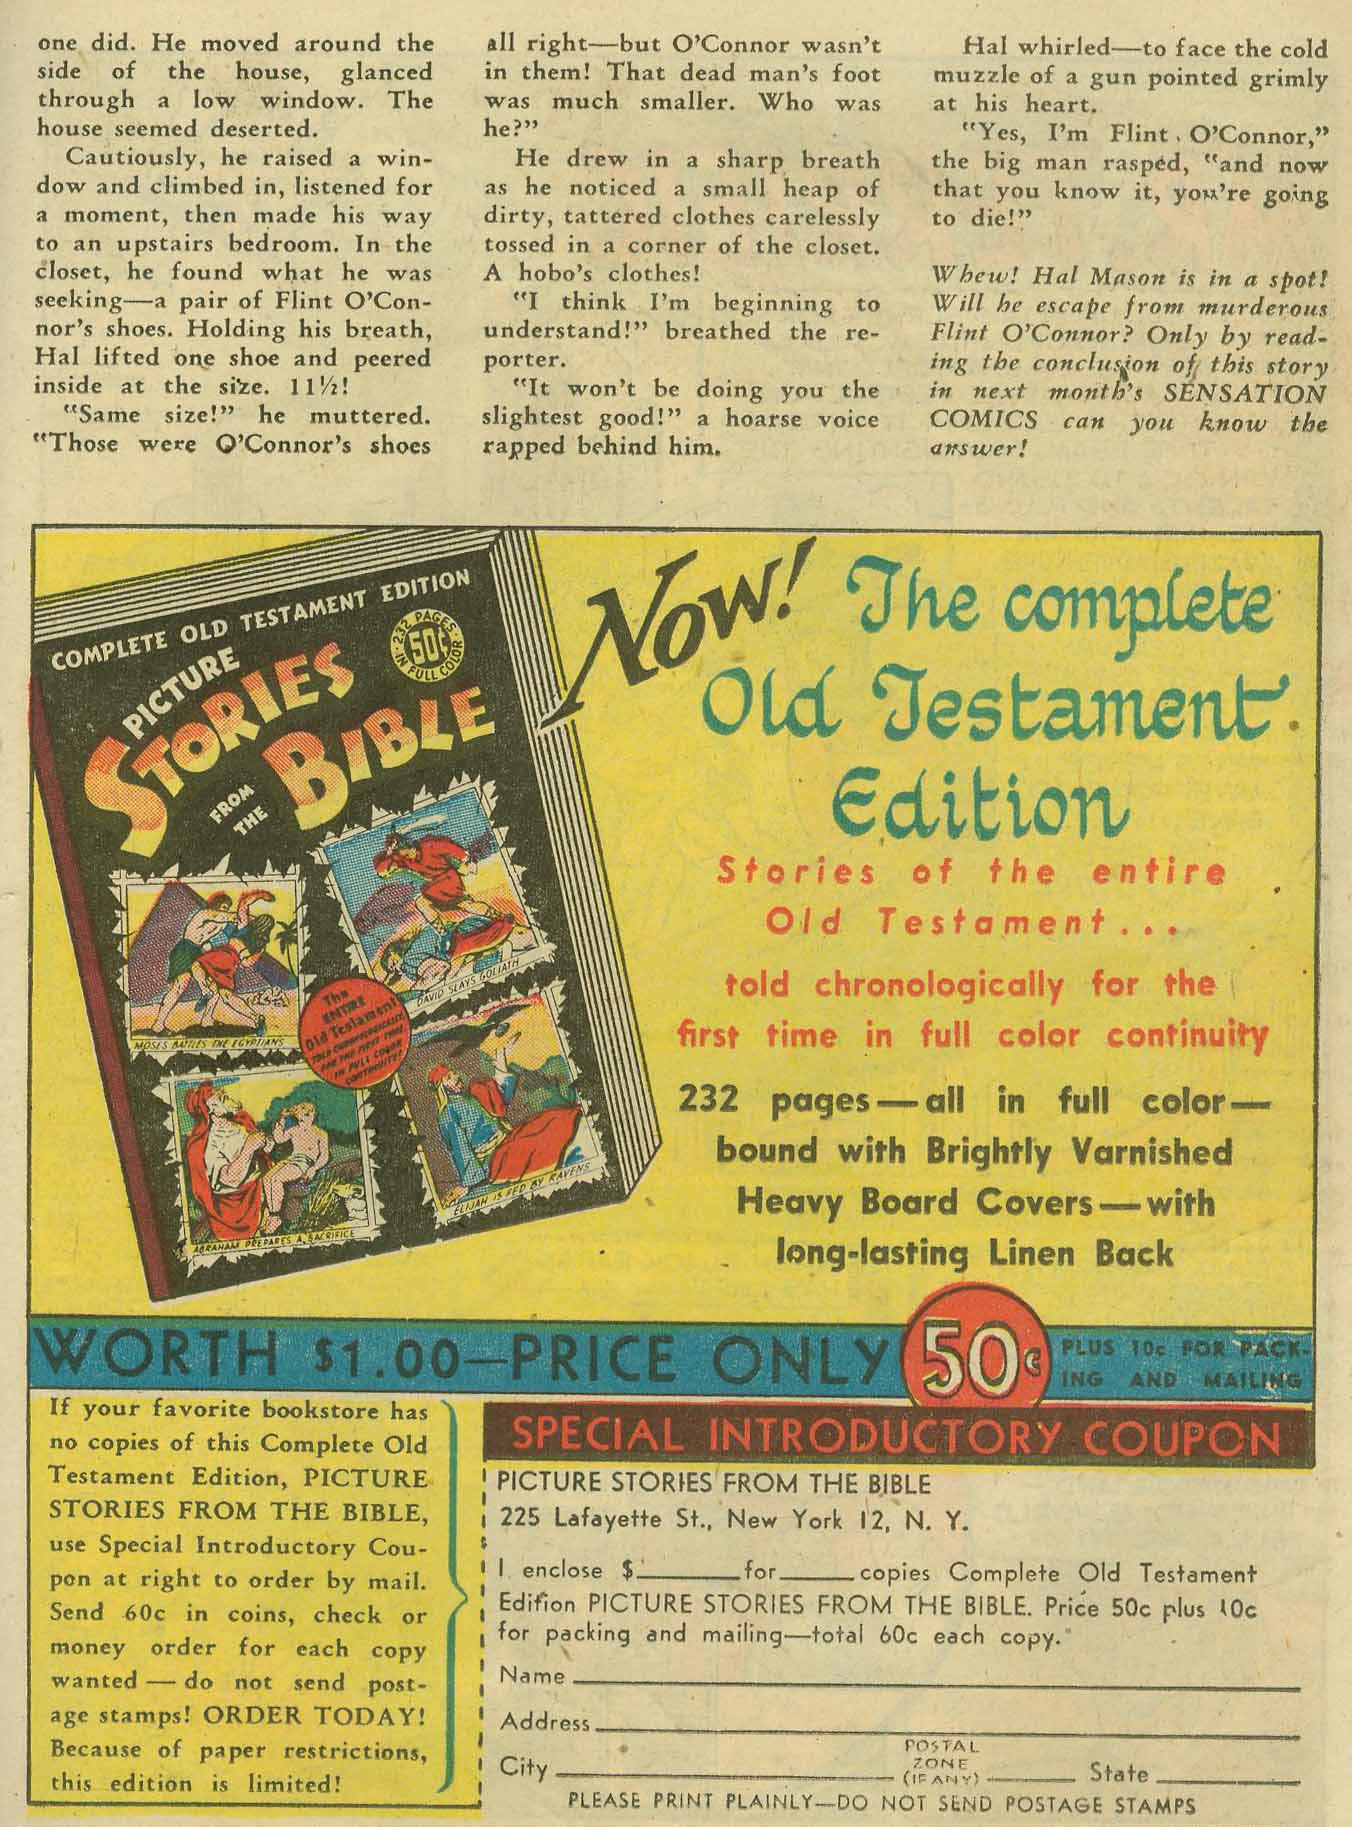 one did. He moved around the
side of the house, glanced
through a low window. The
house seemed deserted.
Cautiously, he raised a win-
dow and climbed in, listened for
a moment, then made his way
to an upstairs bedroom. In the
closet, he found what he was
seeking—a pair of Flint O'Con-
nor's shoes. Holding his breath,
Hal lifted one shoe and peered
inside at the size. 11½!
"Same size!" he muttered.
"Those were O'Connor's shoes
all right—but O'Connor wasn't
in them! That dead man's foot
was much smaller. Who was
he?"
He drew in a sharp breath
as he noticed a small heap of
dirty, tattered clothes carelessly
tossed in a corner of the closet.
A hobo's clothes!
"I think I'm beginning to
understand!" breathed the re-
porter.
"It won't be doing you the
slightest good!" a hoarse voice
rapped behind him.
Hal whirled—to face the cold
muzzle of a gun pointed grimly
at his heart.
"Yes, I'm Flint O'Connor,"
the big man rasped, "and now
that you know it, you're going
to die!"
Whew! Hal Mason is in a spot!
Will he escape from murderous
Flint O'Connor? Only by read-
ing the conclusion of this story
in next month's SENSATION
COMICS can you know the
answer!
COMPLETE OLD TESTAMENT EDITION
232 PAGES
50¢
IN FULL COLOR
PICTURE
STORIES
FROM
THE
BIBLE
DAVID SLAYS GOLIATH
MOSES BATTLES THE EGYPTIANS
The
ENTIRE
Old Testament
TOLD CHRONOLOGICALLY
FOR THE FIRST TIME
IN FULL COLOR
CONTINUITY!
ELIJAH IS FED BY RAVENS
ABRAHAM PREPARES A SACRIFICE
Now! The complete
Old Testament
Edition
Stories of the entire
Old Testament...
told chronologically for the
first time in full color continuity
232 pages—all in full color—
bound with Brightly Varnished
Heavy Board Covers—with
long-lasting Linen Back
WORTH $1.00—PRICE ONLY 50¢ PLUS 10c FOR PACK-
ING AND MAILING
If your favorite bookstore has
no copies of this Complete Old
Testament Edition, PICTURE
STORIES FROM THE BIBLE,
use Special Introductory Cou-
pon at right to order by mail.
Send 60c in coins, check or
money order for each copy
wanted — do not send post-
age stamps! ORDER TODAY!
Because of paper restrictions,
this edition is limited!
SPECIAL INTRODUCTORY COUPON
PICTURE STORIES FROM THE BIBLE
225 Lafayette St., New York 12, N. Y.
I enclose $________for______copies Complete Old Testament
Edition PICTURE STORIES FROM THE BIBLE. Price 50c plus 10c
for packing and mailing—total 60c each copy.
Name
Address
City POSTAL ZONE (IF ANY) State
PLEASE PRINT PLAINLY—DO NOT SEND POSTAGE STAMPS